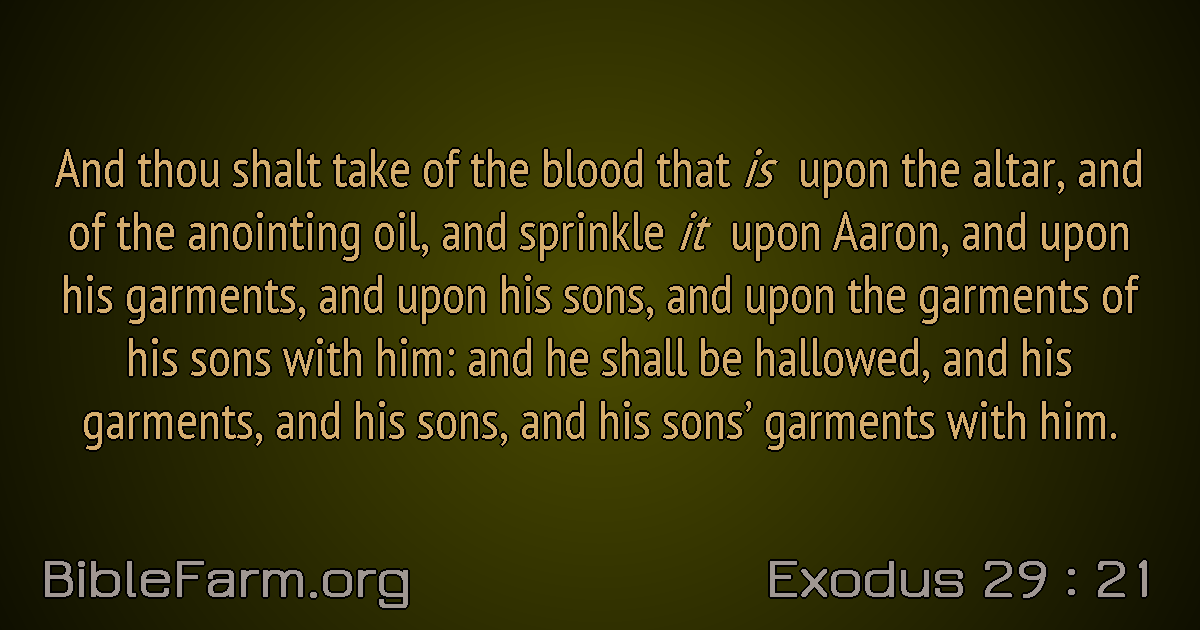 And thou shalt take of the blood that is upon the altar, and
of the anointing oil, and sprinkle it upon Aaron, and upon
his garments, and upon his sons, and upon the garments of
his sons with him: and he shall be hallowed, and his
garments, and his sons, and his sons’ garments with him.
BibleFarm.org
Exodus 29 : 21